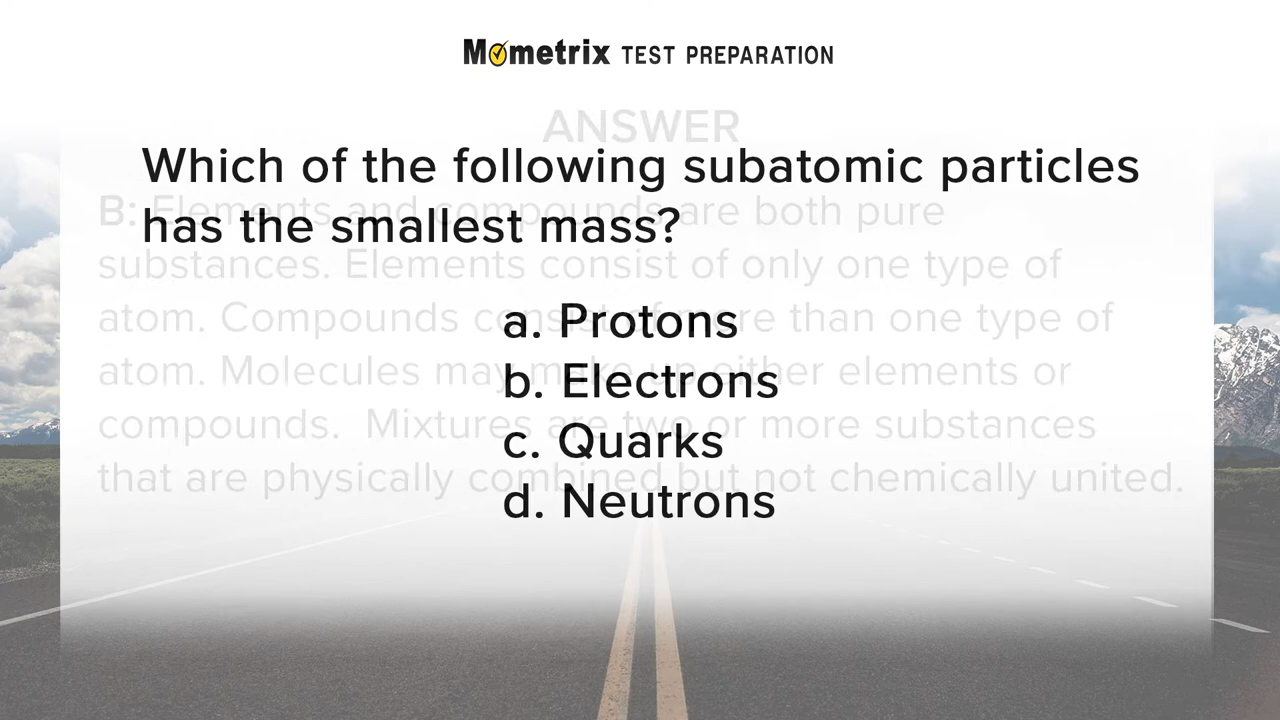 Mometrix TEST PREPARATION
ANSWER
Which of the following subatomic particles
has the smallest mass?
a. Protons
b. Electrons
c. Quarks
d. Neutrons
B: Elements and compounds are both pure
substances. Elements consist of only one type of
atom. Compounds consist of more than one type of
atom. Molecules may make up either elements or
compounds. Mixtures are two or more substances
that are physically combined but not chemically united.